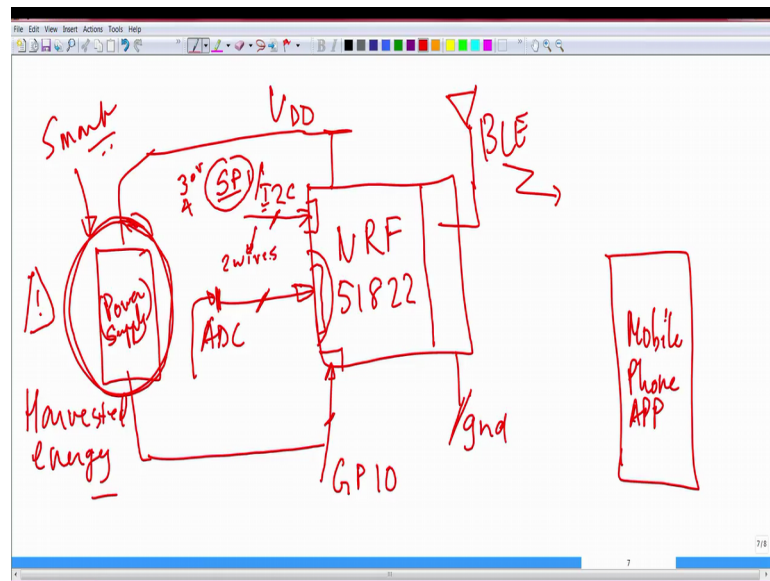 File Edit View Insert Actions Tools Help
B I
Smart
VDD
BLE
3 or
4
SPI/I2C
2 wires
NRF
51822
Power
Supply
ADC
!
Harvested
energy
GPIO
gnd
Mobile
Phone
APP
7/8
7